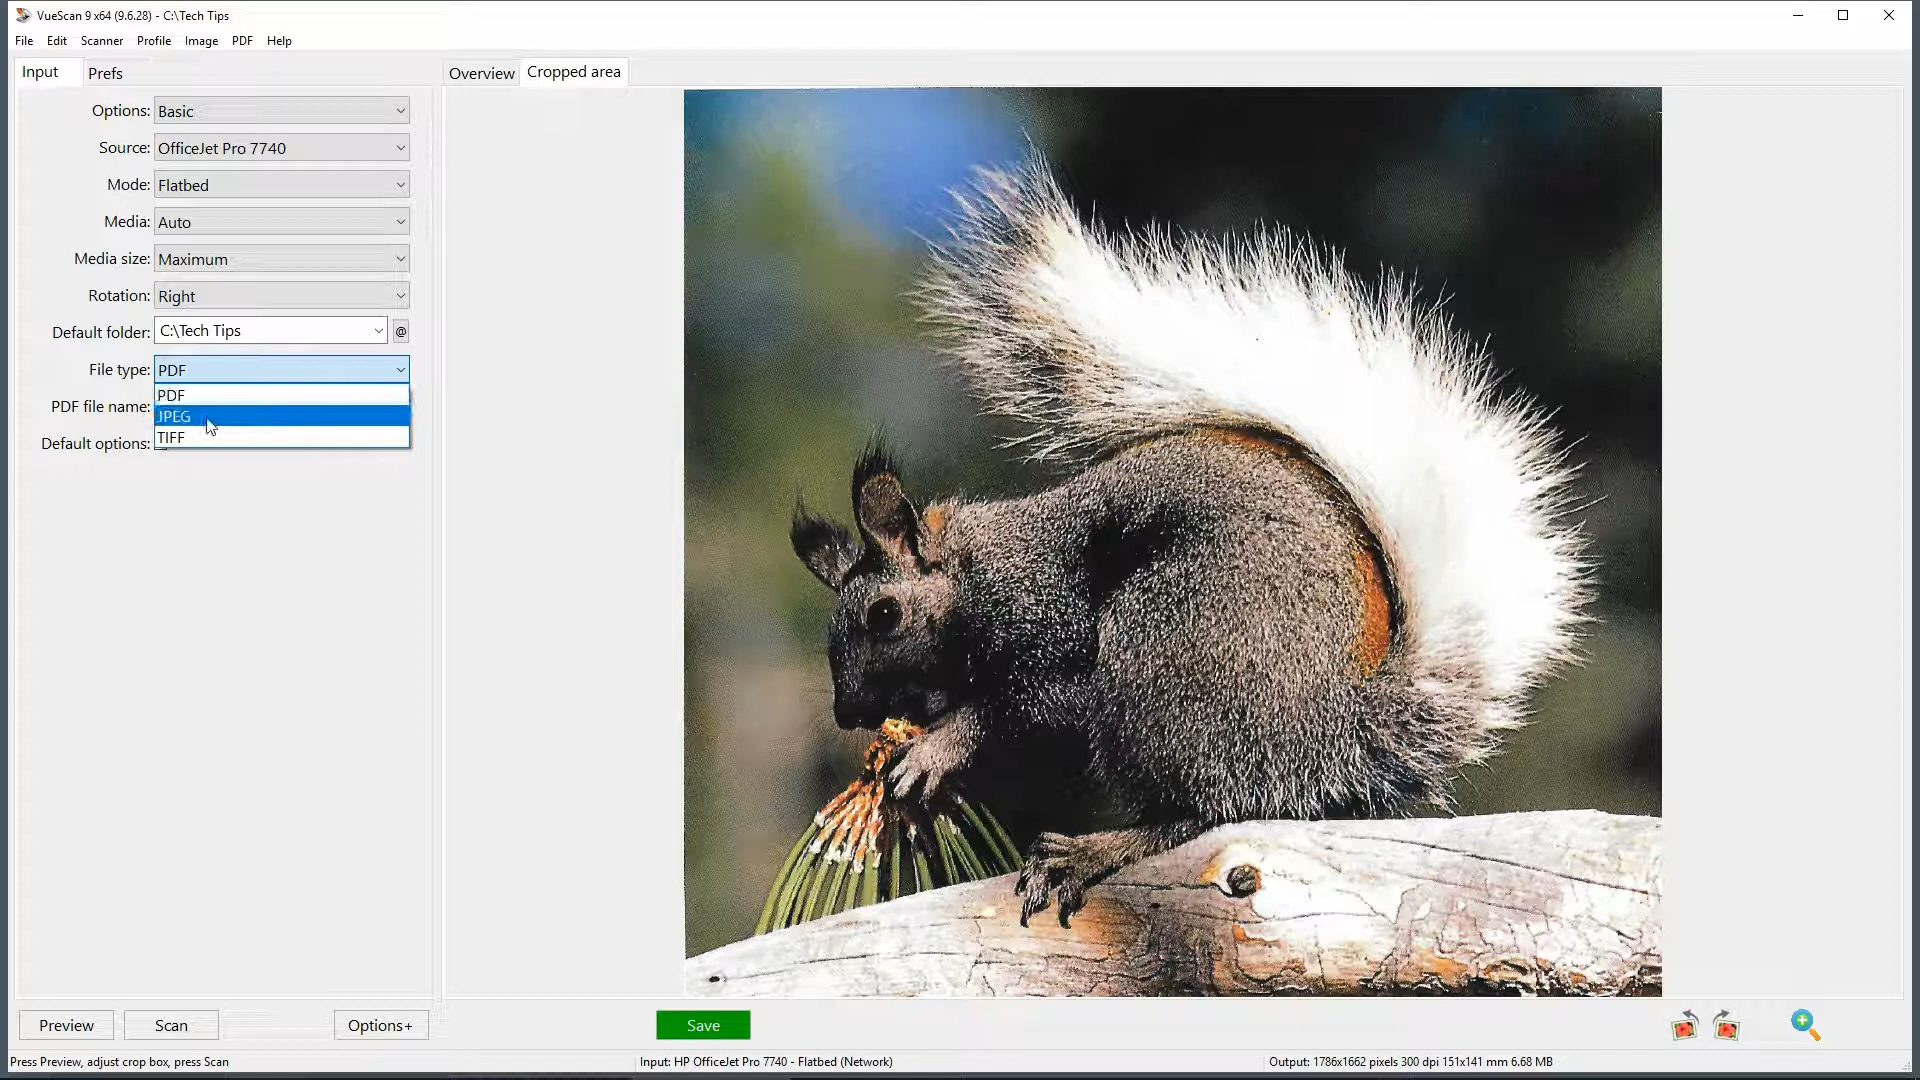 VueScan 9 x64 (9.6.28) - C:\Tech Tips
File Edit Scanner Profile Image PDF Help
Input Prefs
Overview Cropped area
Options: Basic
Source: OfficeJet Pro 7740
Mode: Flatbed
Media: Auto
Media size: Maximum
Rotation: Right
Default folder: C:\Tech Tips @
File type: PDF
PDF
PDF file name:
JPEG
TIFF
Default options:
Preview Scan Options+ Save
Press Preview, adjust crop box, press Scan
Input: HP OfficeJet Pro 7740 - Flatbed (Network)
Output: 1786x1662 pixels 300 dpi 151x141 mm 6.68 MB